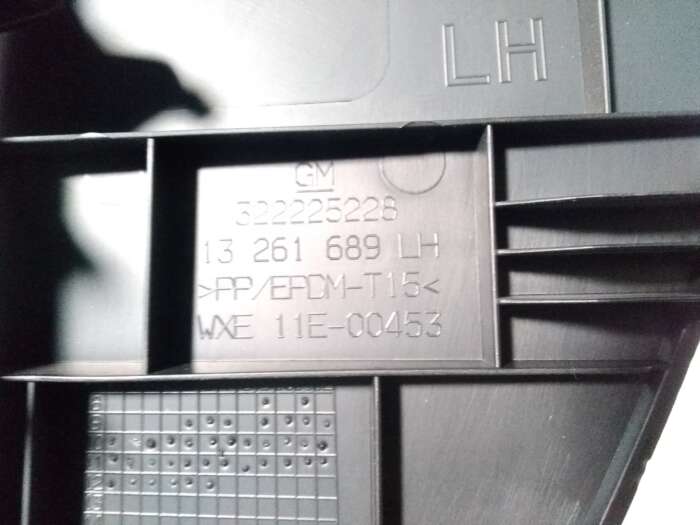 LH
GM
322225228
13 261 689 LH
>PP/EPDM-T15<
WXE 11E-00453